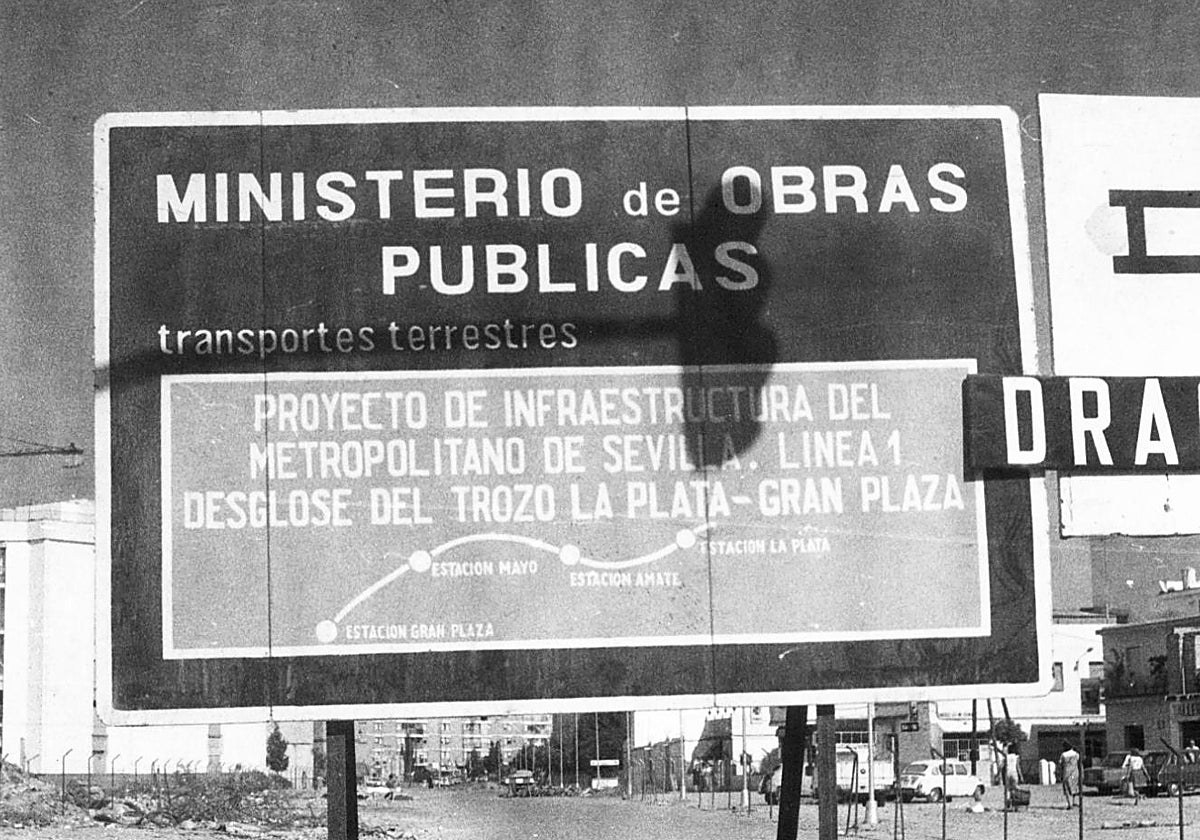 MINISTERIO de OBRAS
PUBLICAS
transportes terrestres
PROYECTO DE INFRAESTRUCTURA DEL
METROPOLITANO DE SEVILLA. LINEA 1
DESGLOSE DEL TROZO LA PLATA-GRAN PLAZA
ESTACION LA PLATA
ESTACION MAYO
ESTACION AMATE
ESTACION GRAN PLAZA
DRA